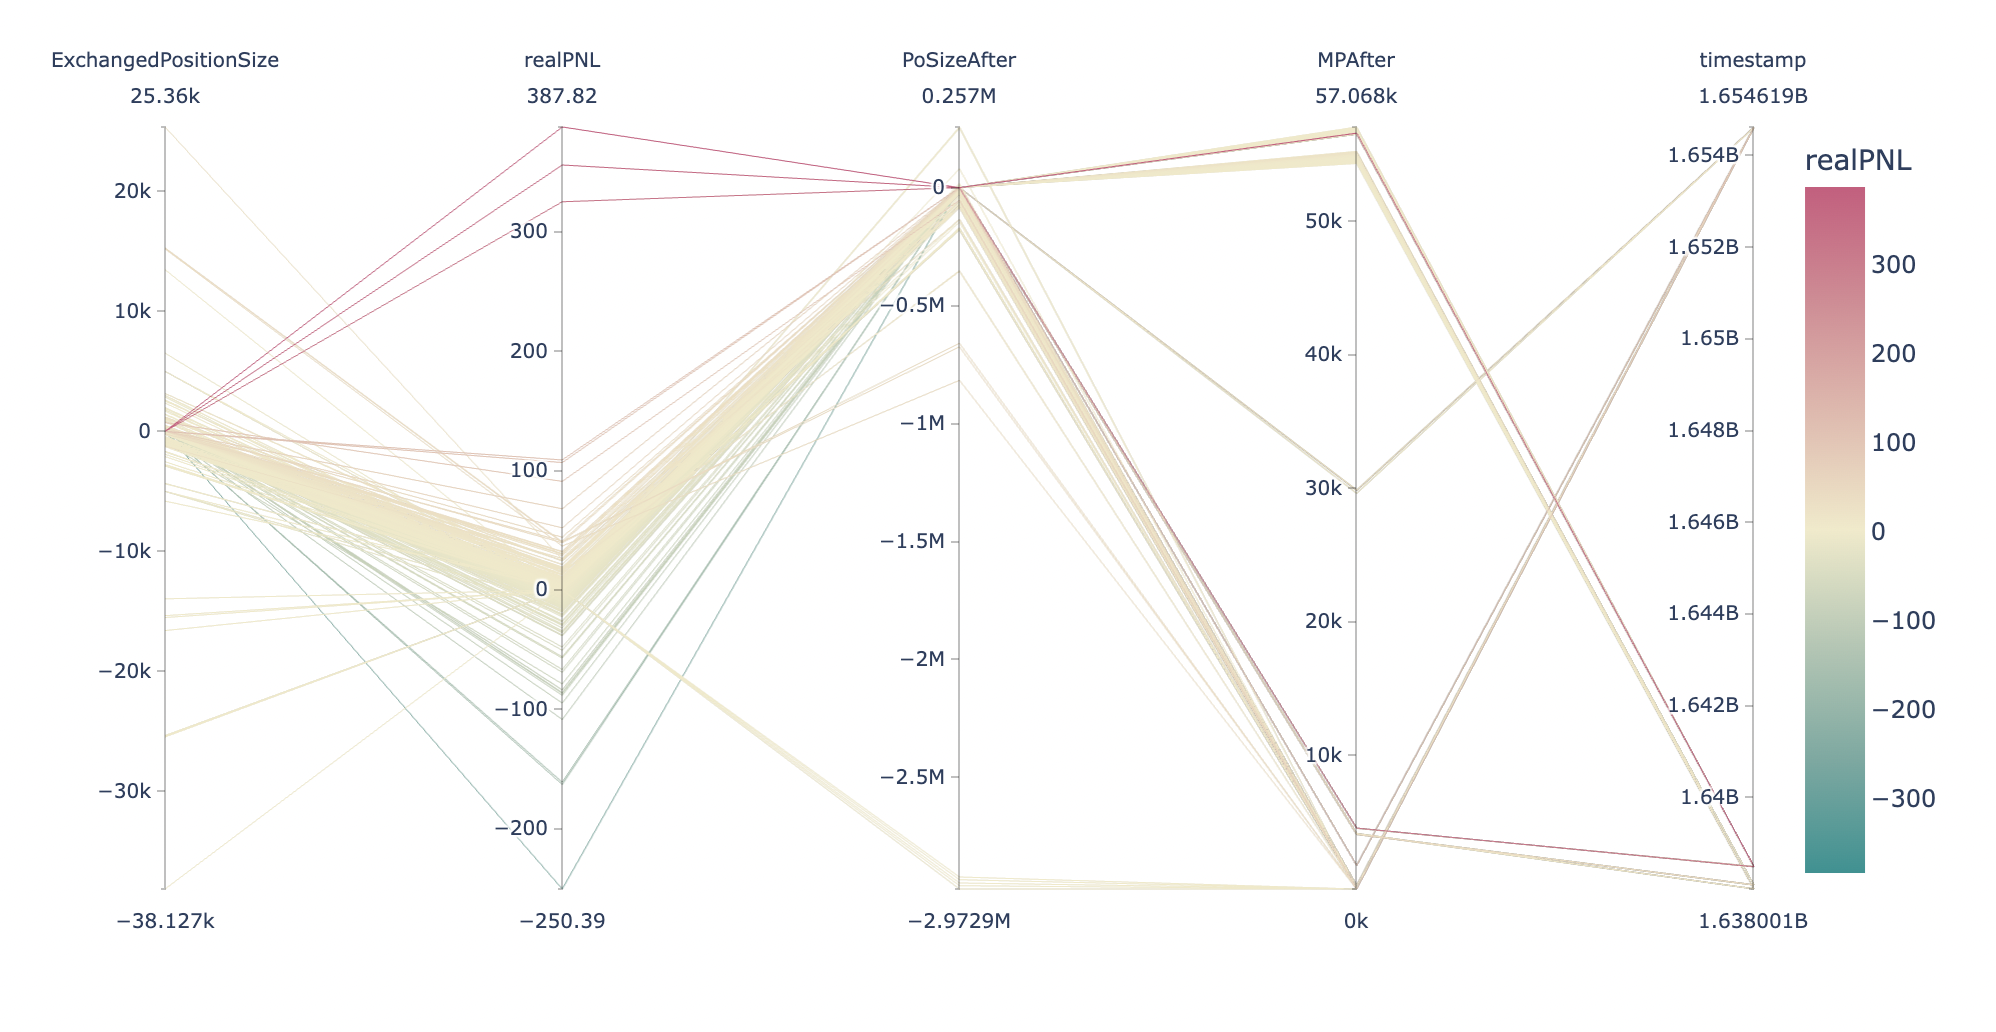 ExchangedPositionSize realPNL PoSizeAfter MPAfter timestamp
25.36k 387.82 0.257M 57.068k 1.654619B
20k
10k
0
−10k
−20k
−30k
−38.127k
300
200
100
0
−100
−200
−250.39
0
−0.5M
−1M
−1.5M
−2M
−2.5M
−2.9729M
50k
40k
30k
20k
10k
0k
1.654B
1.652B
1.65B
1.648B
1.646B
1.644B
1.642B
1.64B
1.638001B
realPNL
300
200
100
0
−100
−200
−300